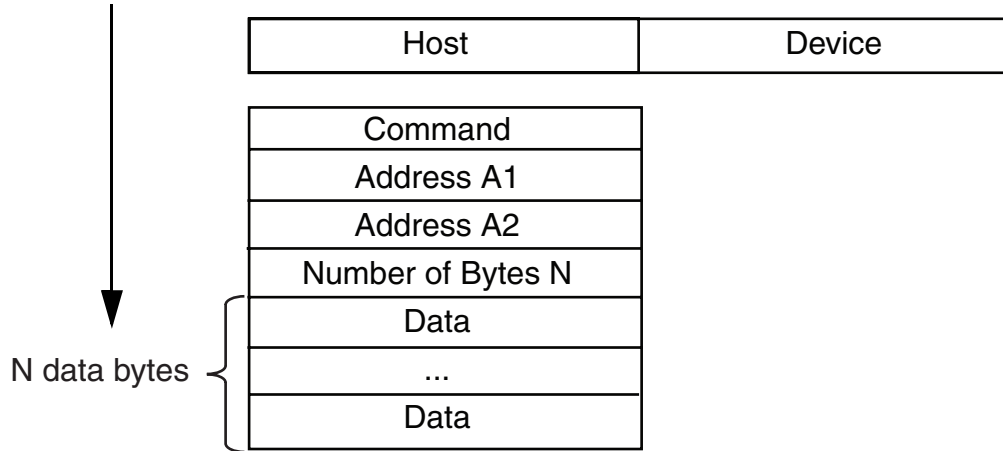 Host Device
Command
Address A1
Address A2
Number of Bytes N
Data
N data bytes
...
Data